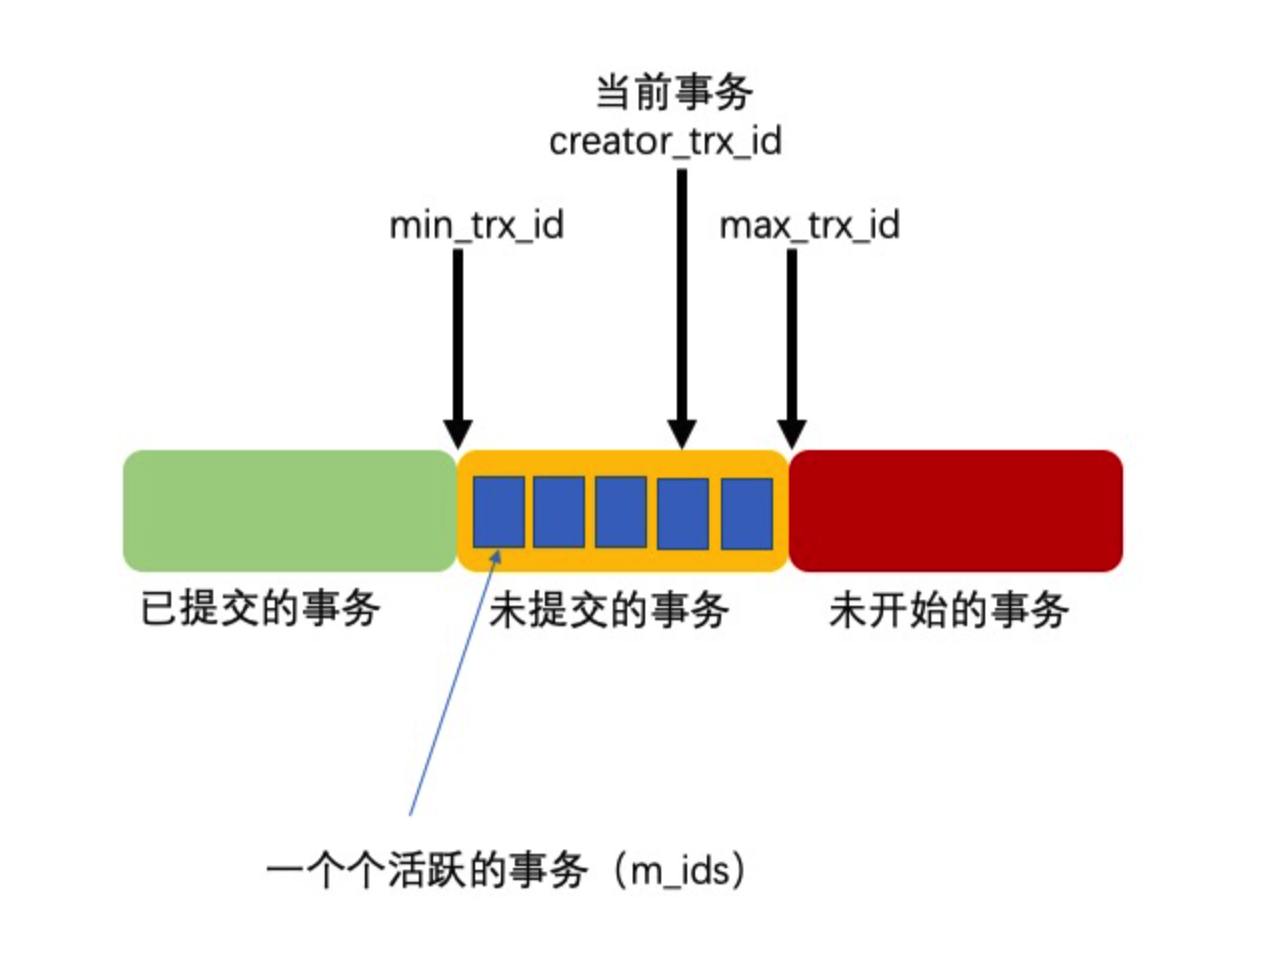 当前事务
creator_trx_id
min_trx_id
max_trx_id
已提交的事务
未提交的事务
未开始的事务
一个个活跃的事务（m_ids）